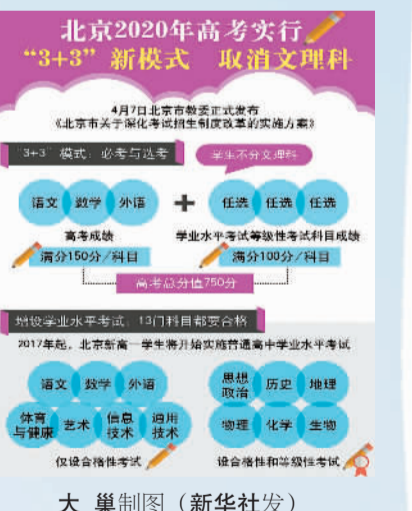 北京2020年高考实行
“3+3”新模式 取消文理科
4月7日北京市教委正式发布
《北京市关于深化考试招生制度改革的实施方案》
“3+3”模式：必考与选考
学生不分文理科
语文 数学 外语 + 任选 任选 任选
高考成绩 学业水平考试等级性考试科目成绩
满分150分/科目 满分100分/科目
高考总分值750分
增设学业水平考试，13门科目都要合格
2017年起，北京新高一学生将开始实施普通高中学业水平考试
语文 数学 外语
体育与健康 艺术 信息技术 通用技术
仅设合格性考试
思想政治 历史 地理
物理 化学 生物
设合格性和等级性考试
大 巢制图（新华社发）